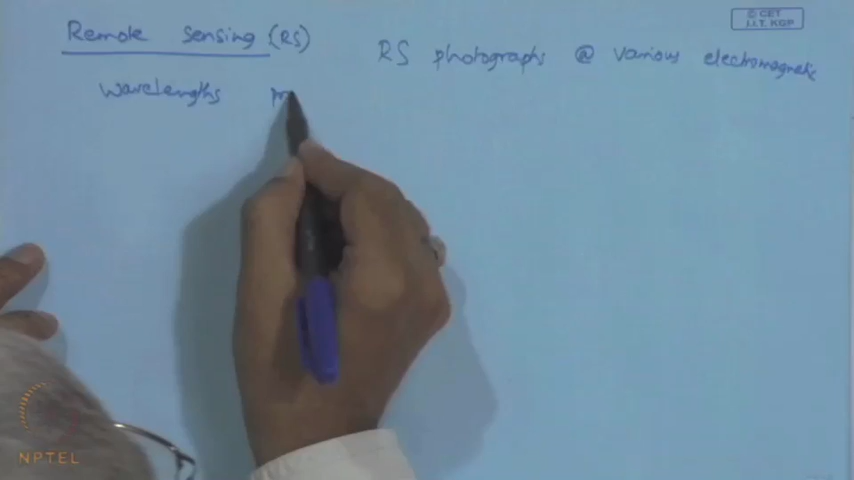 © CET
I.I.T. KGP
Remote Sensing (RS)
RS photographs @ various electromagnetic
wavelengths
NPTEL